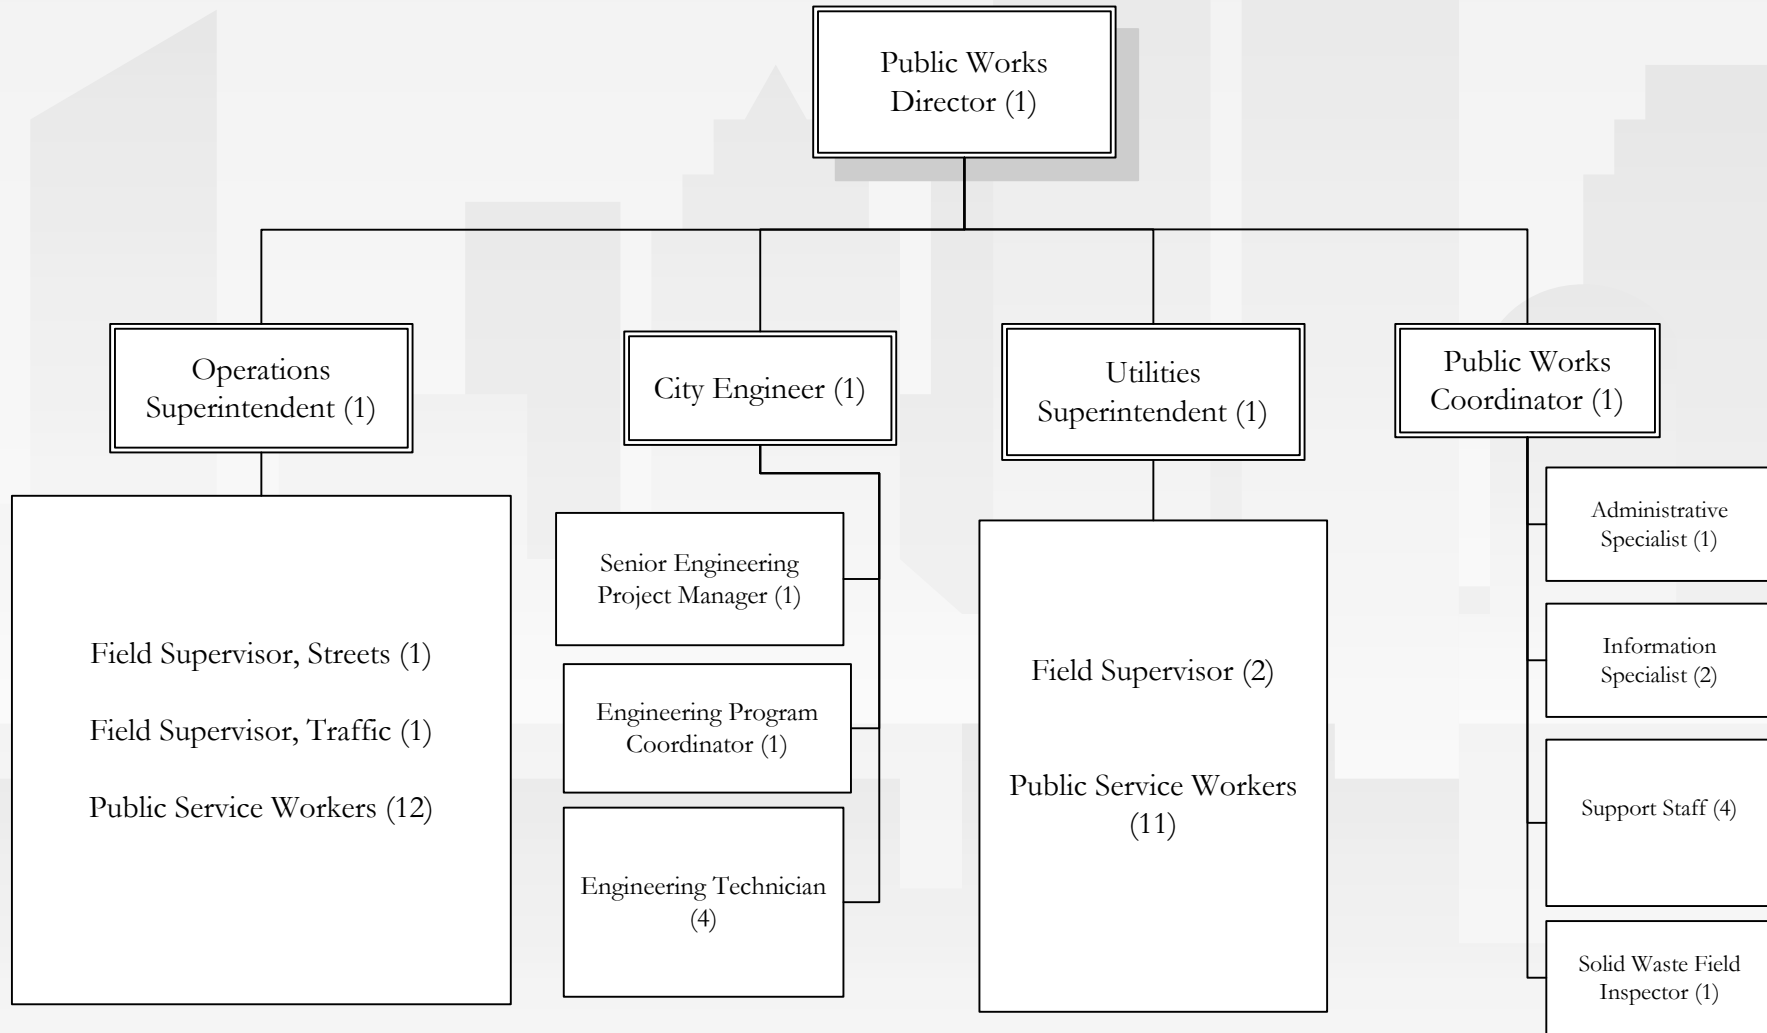 Public Works
Director (1)
Operations
Superintendent (1)
City Engineer (1)
Utilities
Superintendent (1)
Public Works
Coordinator (1)
Field Supervisor, Streets (1)
Field Supervisor, Traffic (1)
Public Service Workers (12)
Senior Engineering
Project Manager (1)
Engineering Program
Coordinator (1)
Engineering Technician
(4)
Field Supervisor (2)
Public Service Workers
(11)
Administrative
Specialist (1)
Information
Specialist (2)
Support Staff (4)
Solid Waste Field
Inspector (1)